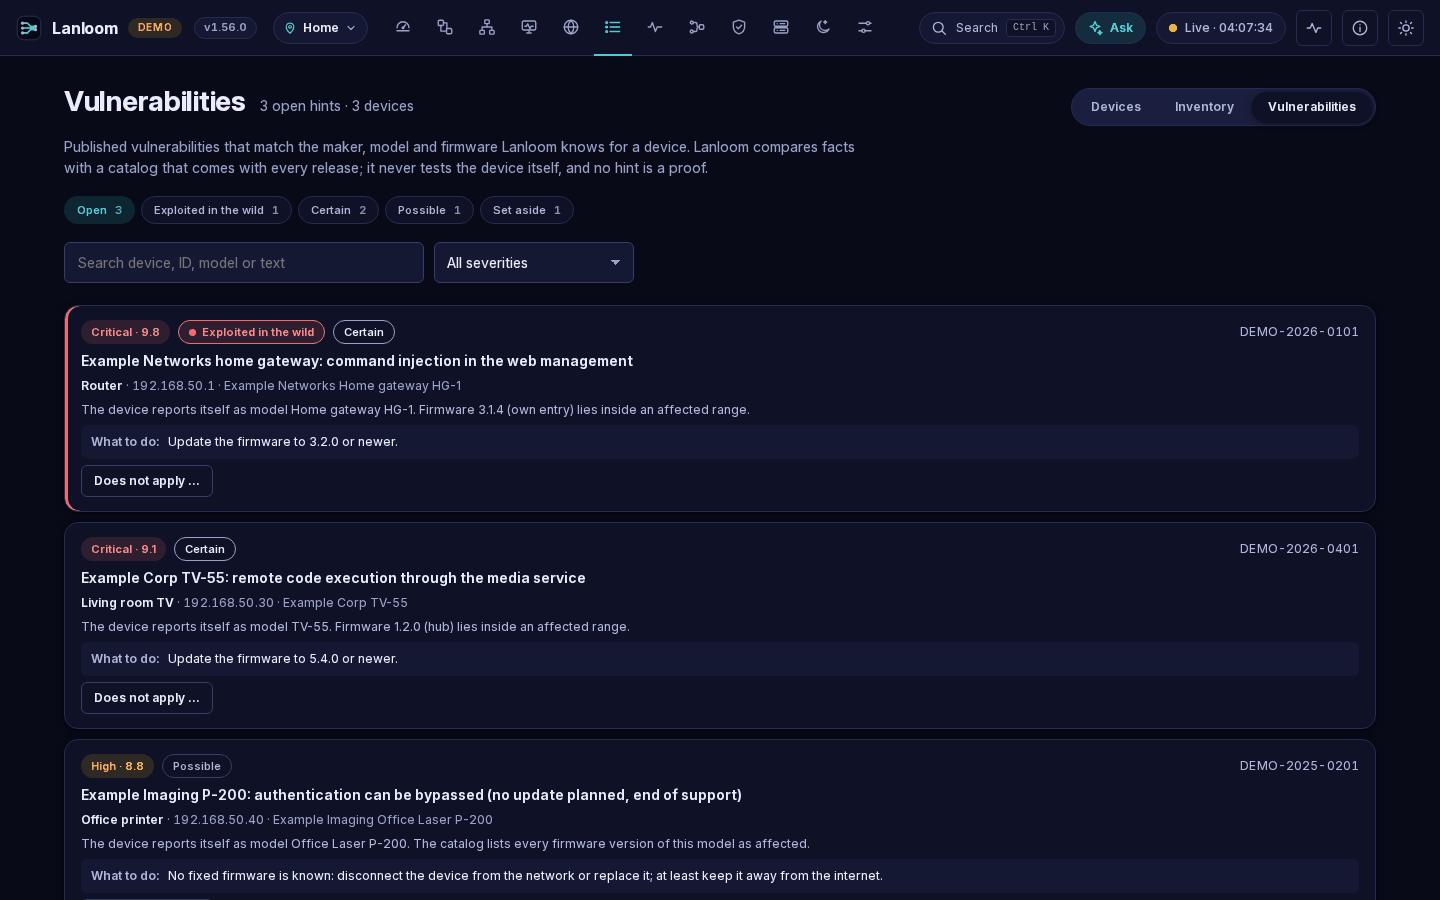 Lanloom DEMO v1.56.0 Home Search Ctrl K Ask Live · 04:07:34
Vulnerabilities 3 open hints · 3 devices Devices Inventory Vulnerabilities
Published vulnerabilities that match the maker, model and firmware Lanloom knows for a device. Lanloom compares facts
with a catalog that comes with every release; it never tests the device itself, and no hint is a proof.
Open 3 Exploited in the wild 1 Certain 2 Possible 1 Set aside 1
Search device, ID, model or text All severities
Critical · 9.8 Exploited in the wild Certain DEMO-2026-0101
Example Networks home gateway: command injection in the web management
Router · 192.168.50.1 · Example Networks Home gateway HG-1
The device reports itself as model Home gateway HG-1. Firmware 3.1.4 (own entry) lies inside an affected range.
What to do: Update the firmware to 3.2.0 or newer.
Does not apply ...
Critical · 9.1 Certain DEMO-2026-0401
Example Corp TV-55: remote code execution through the media service
Living room TV · 192.168.50.30 · Example Corp TV-55
The device reports itself as model TV-55. Firmware 1.2.0 (hub) lies inside an affected range.
What to do: Update the firmware to 5.4.0 or newer.
Does not apply ...
High · 8.8 Possible DEMO-2025-0201
Example Imaging P-200: authentication can be bypassed (no update planned, end of support)
Office printer · 192.168.50.40 · Example Imaging Office Laser P-200
The device reports itself as model Office Laser P-200. The catalog lists every firmware version of this model as affected.
What to do: No fixed firmware is known: disconnect the device from the network or replace it; at least keep it away from the internet.